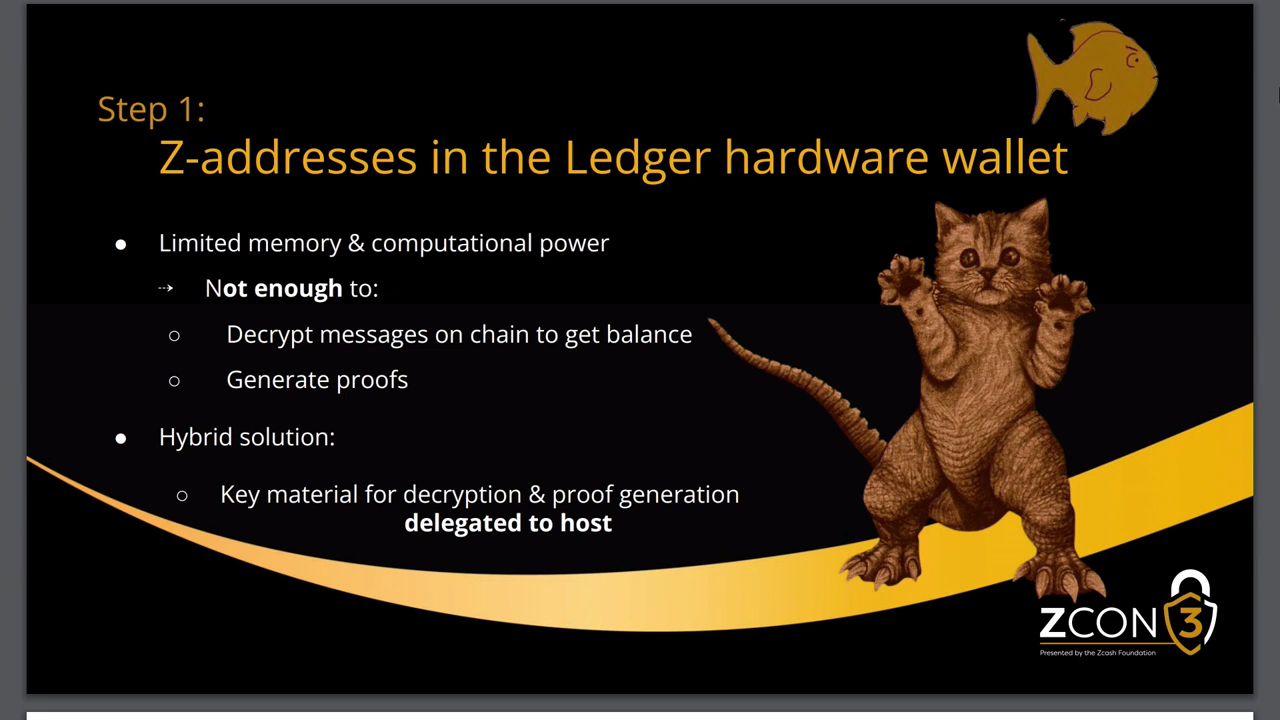 Step 1:
Z-addresses in the Ledger hardware wallet
● Limited memory & computational power
⇢ Not enough to:
○ Decrypt messages on chain to get balance
○ Generate proofs
● Hybrid solution:
○ Key material for decryption & proof generation
delegated to host
ZCON 3
Presented by the Zcash Foundation